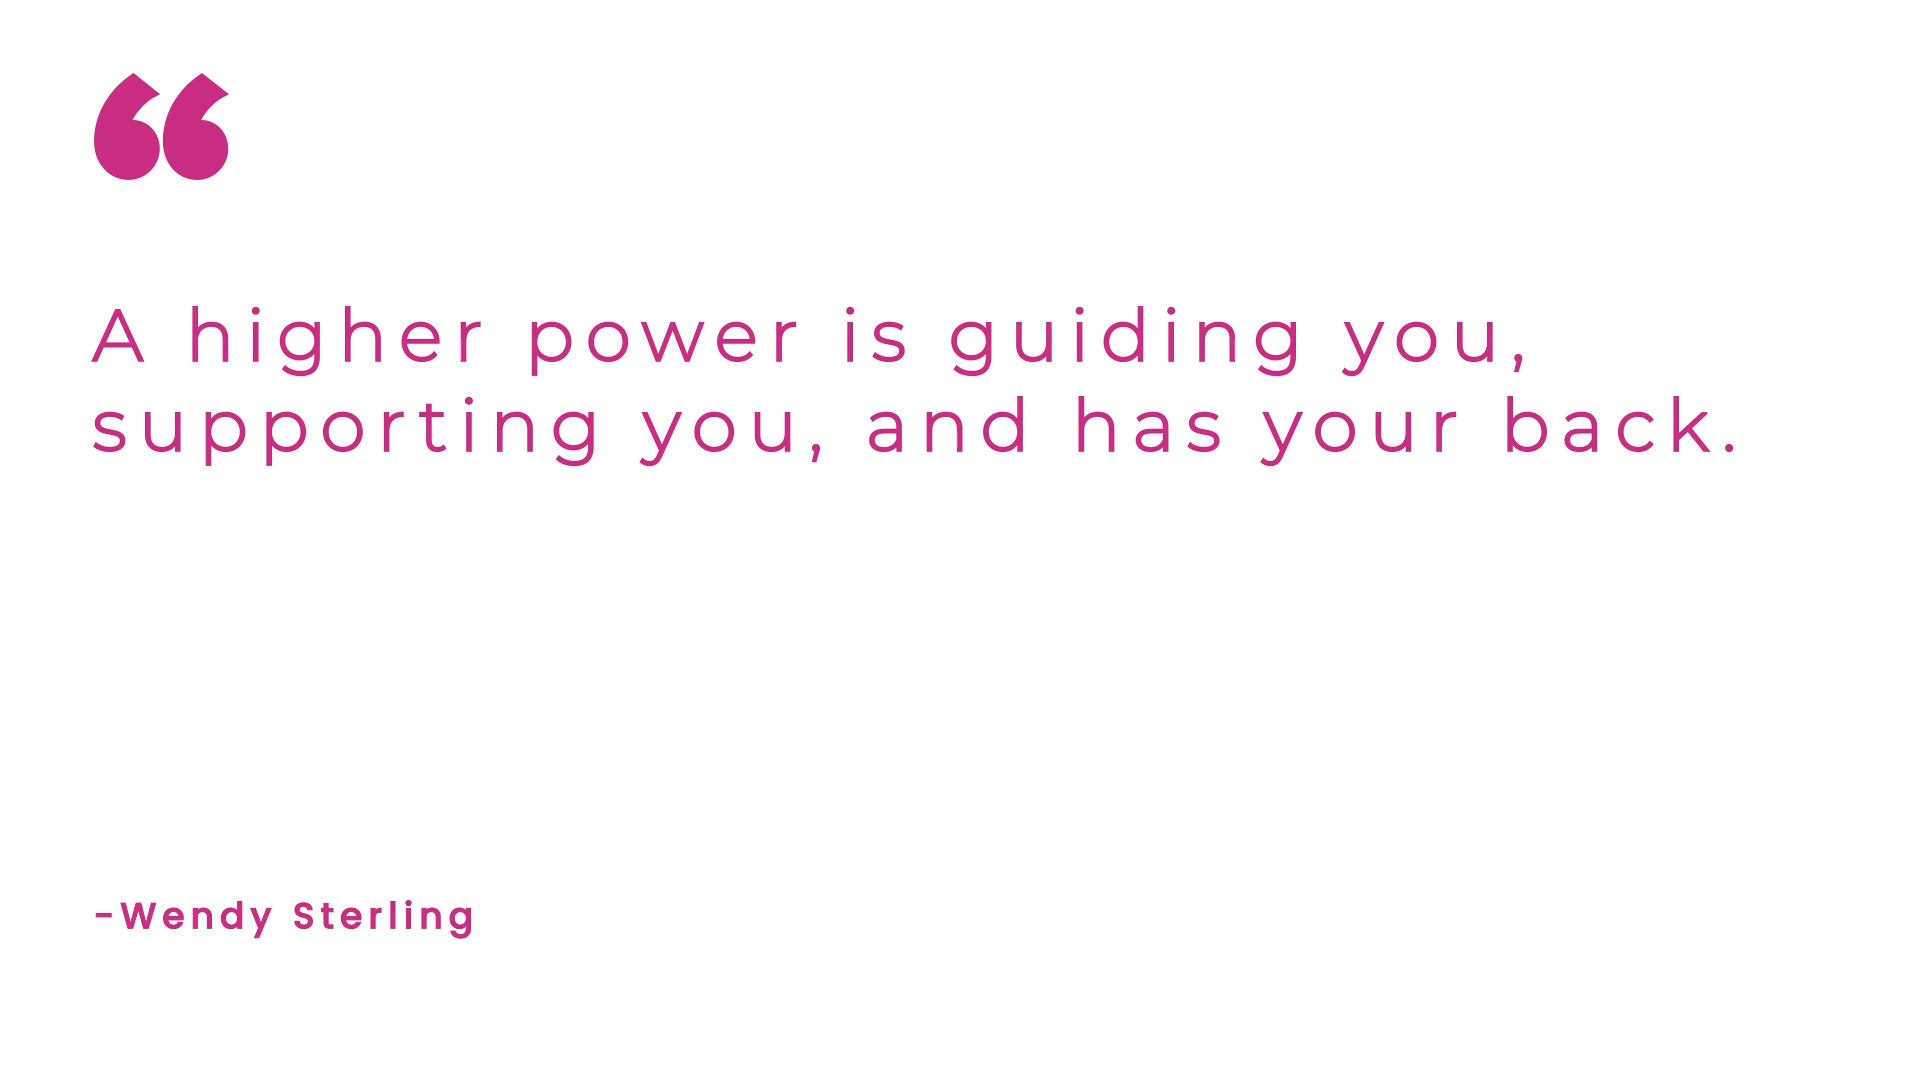 “
A higher power is guiding you,
supporting you, and has your back.
-Wendy Sterling